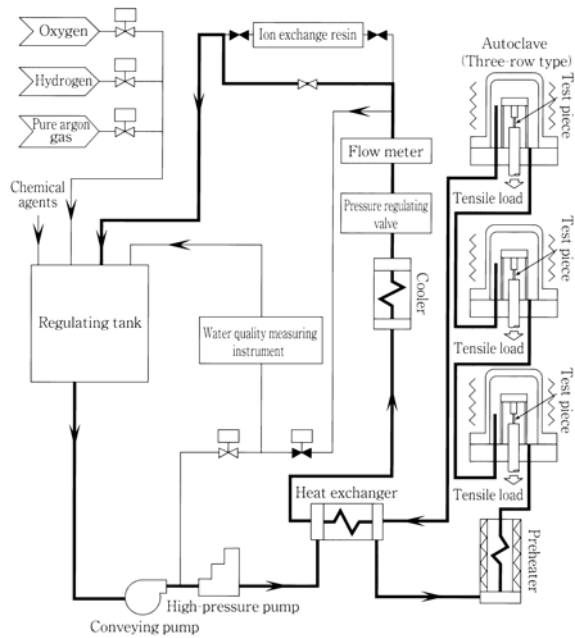 Oxygen
Hydrogen
Pure argon
gas
Chemical
agents
Ion exchange resin
Autoclave
(Three-row type)
Test piece
Tensile load
Flow meter
Pressure regulating
valve
Cooler
Test piece
Tensile load
Regulating tank
Water quality measuring
instrument
Test piece
Tensile load
Heat exchanger
Preheater
High-pressure pump
Conveying pump